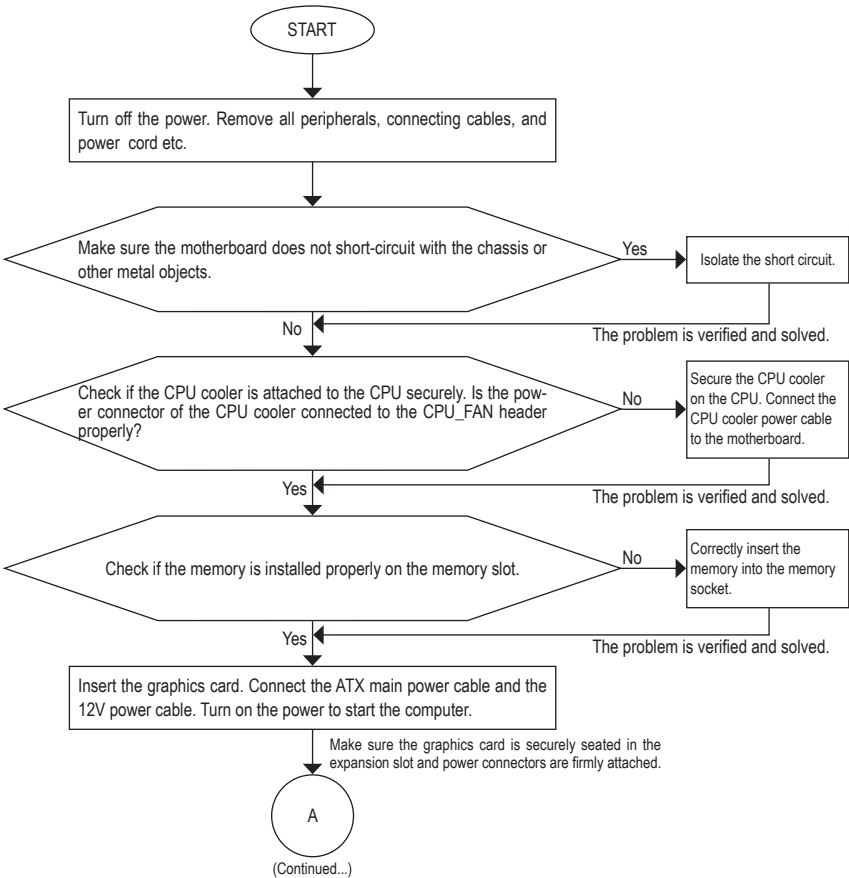 START
Turn off the power. Remove all peripherals, connecting cables, and
power cord etc.
Make sure the motherboard does not short-circuit with the chassis or
other metal objects.
Yes
Isolate the short circuit.
No
The problem is verified and solved.
Check if the CPU cooler is attached to the CPU securely. Is the pow-
er connector of the CPU cooler connected to the CPU_FAN header
properly?
No
Secure the CPU cooler
on the CPU. Connect the
CPU cooler power cable
to the motherboard.
Yes
The problem is verified and solved.
Check if the memory is installed properly on the memory slot.
No
Correctly insert the
memory into the memory
socket.
Yes
The problem is verified and solved.
Insert the graphics card. Connect the ATX main power cable and the
12V power cable. Turn on the power to start the computer.
Make sure the graphics card is securely seated in the
expansion slot and power connectors are firmly attached.
A
(Continued...)